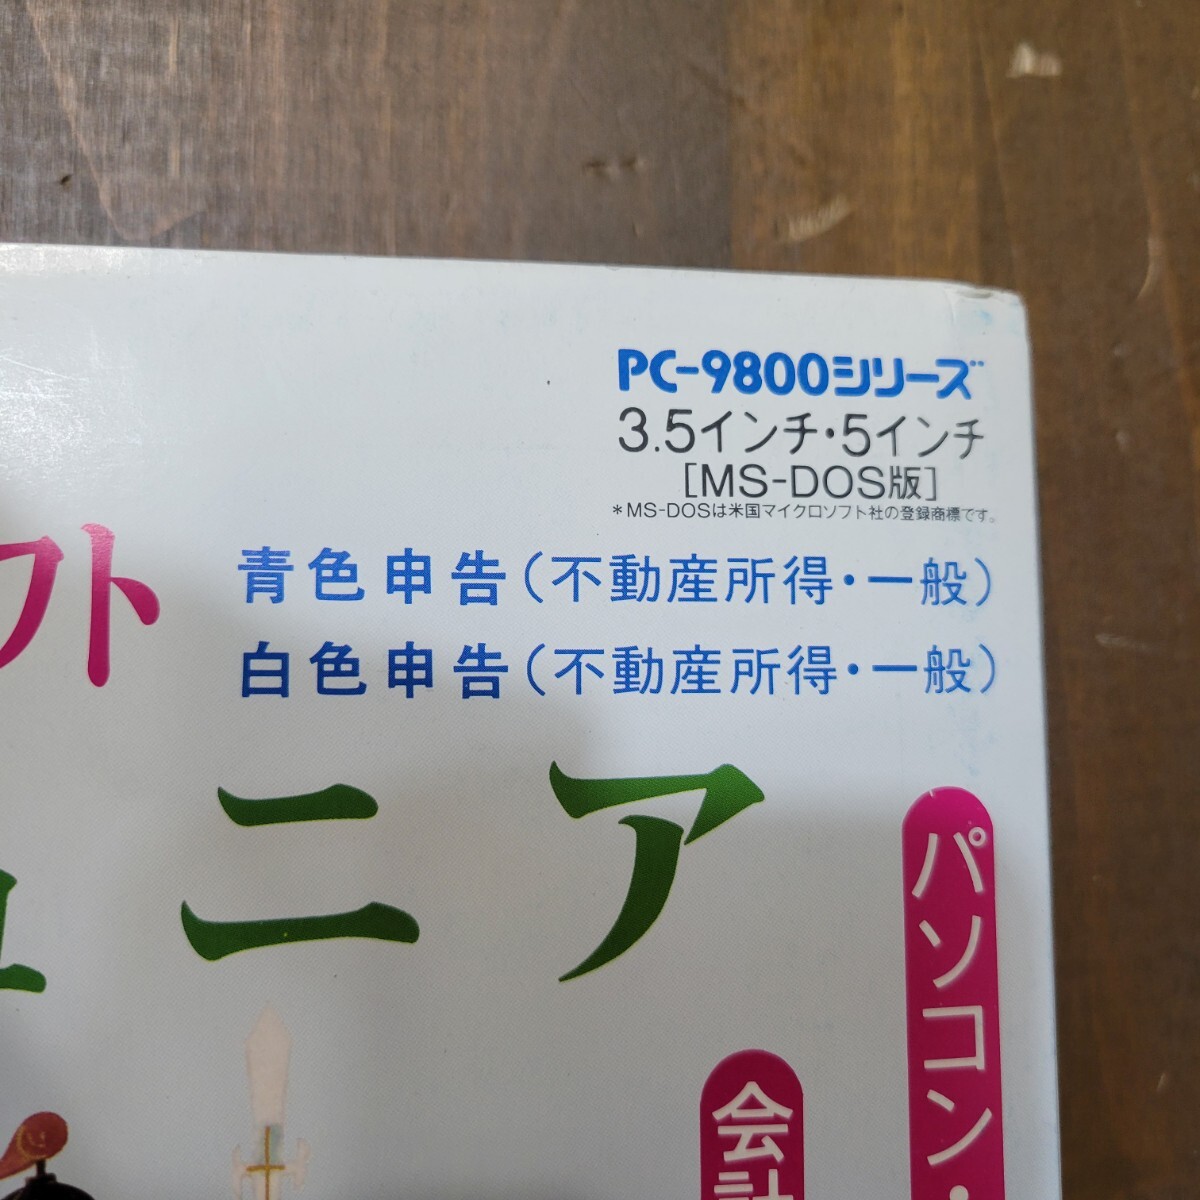 PC-9800シリーズ
3.5インチ・5インチ
[MS-DOS版]
*MS-DOSは米国マイクロソフト社の登録商標です。
フト
青色申告(不動産所得・一般)
白色申告(不動産所得・一般)
ュニア
パソコン・
会計